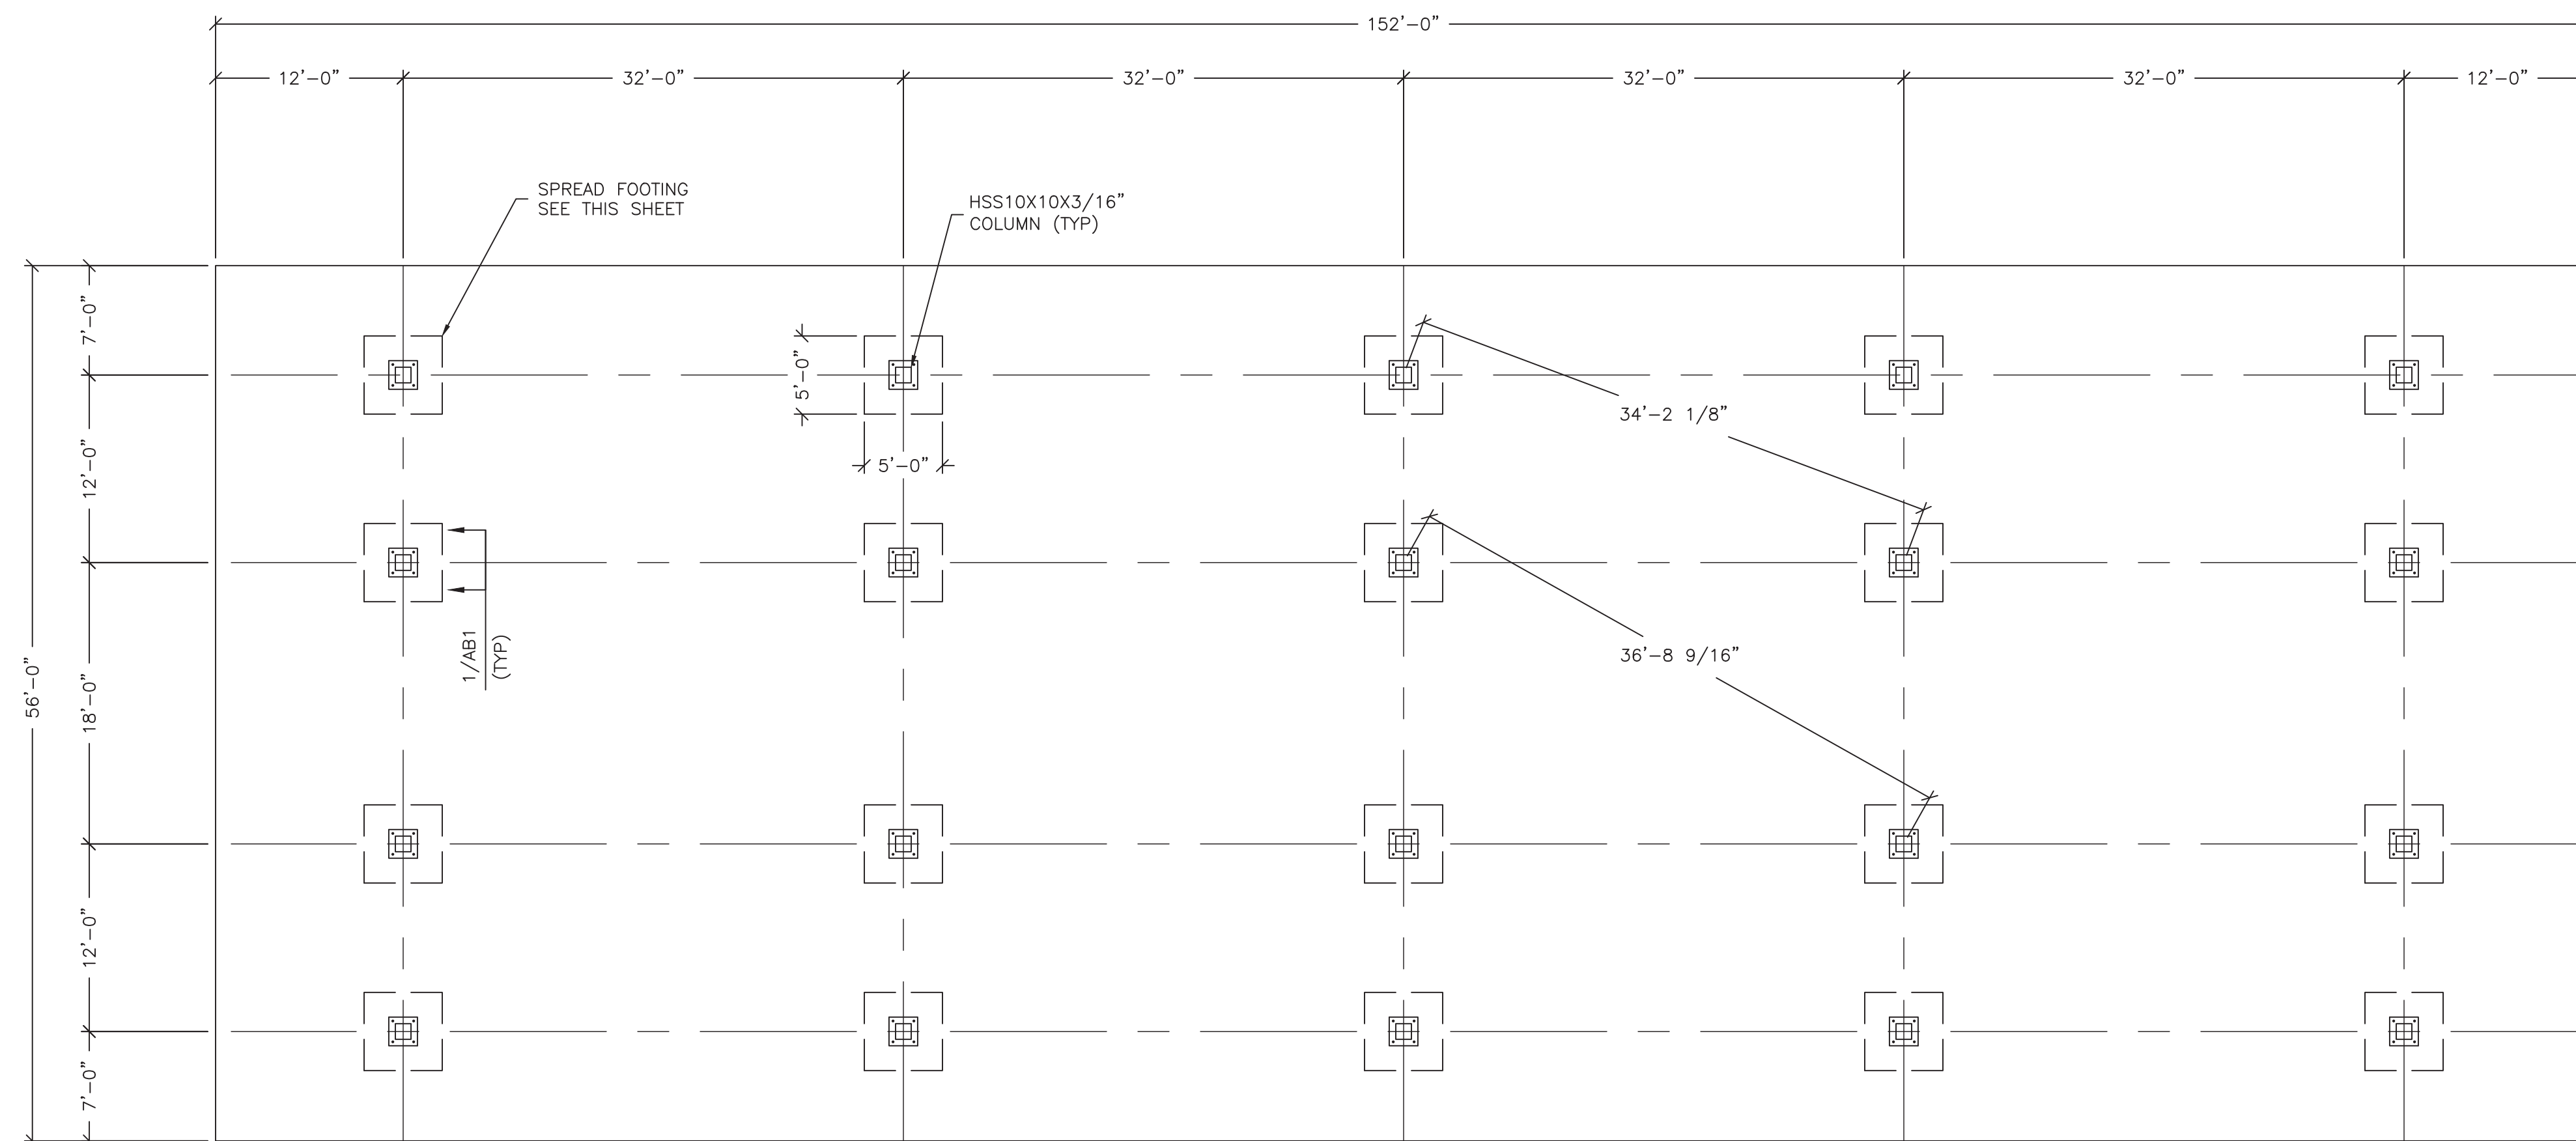 152'-0"
12'-0"
32'-0"
32'-0"
32'-0"
32'-0"
12'-0"
SPREAD FOOTING
SEE THIS SHEET
HSS10X10X3/16"
COLUMN (TYP)
7'-0"
5'-0"
34'-2 1/8"
12'-0"
5'-0"
56'-0"
18'-0"
1/AB1
(TYP)
36'-8 9/16"
12'-0"
7'-0"